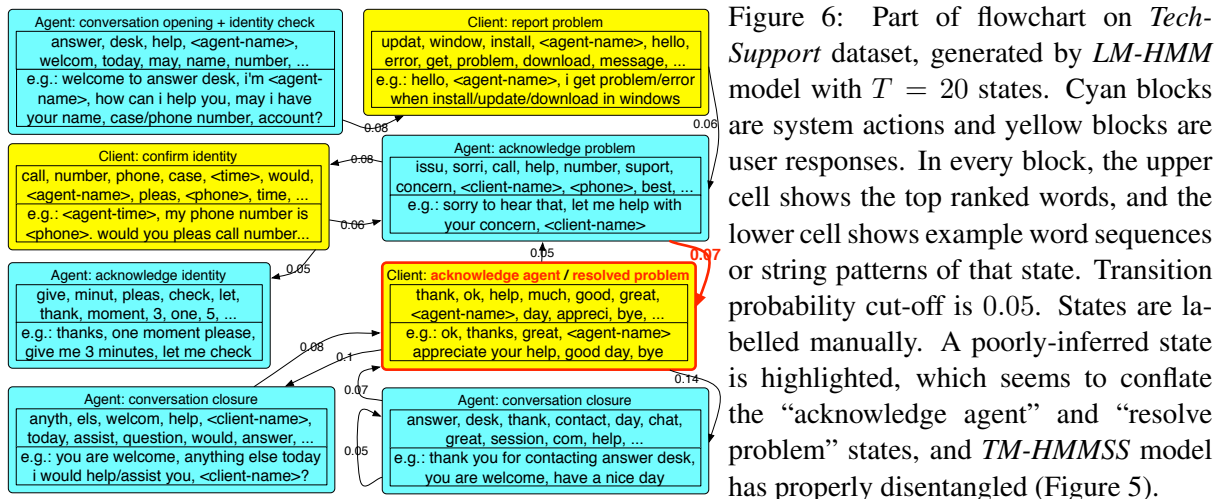 Agent: conversation opening + identity check
answer, desk, help, <agent-name>,
welcom, today, may, name, number, ...
e.g.: welcome to answer desk, i'm <agent-
name>, how can i help you, may i have
your name, case/phone number, account?
Client: report problem
updat, window, install, <agent-name>, hello,
error, get, problem, download, message, ...
e.g.: hello, <agent-name>, i get problem/error
when install/update/download in windows
0.08
0.06
Client: confirm identity
call, number, phone, case, <time>, would,
<agent-name>, pleas, <phone>, time, ...
e.g.: <agent-time>, my phone number is
<phone>. would you pleas call number...
0.08
0.06
Agent: acknowledge problem
issu, sorri, call, help, number, suport,
concern, <client-name>, <phone>, best, ...
e.g.: sorry to hear that, let me help with
your concern, <client-name>
0.05
0.05
0.07
Agent: acknowledge identity
give, minut, pleas, check, let,
thank, moment, 3, one, 5, ...
e.g.: thanks, one moment please,
give me 3 minutes, let me check
Client: acknowledge agent / resolved problem
thank, ok, help, much, good, great,
<agent-name>, day, appreci, bye, ...
e.g.: ok, thanks, great, <agent-name>
appreciate your help, good day, bye
0.08
0.1
0.07
0.14
Agent: conversation closure
anyth, els, welcom, help, <client-name>,
today, assist, question, would, answer, ...
e.g.: you are welcome, anything else today
i would help/assist you, <client-name>?
0.05
Agent: conversation closure
answer, desk, thank, contact, day, chat,
great, session, com, help, ...
e.g.: thank you for contacting answer desk,
you are welcome, have a nice day
Figure 6: Part of flowchart on Tech-
Support dataset, generated by LM-HMM
model with T = 20 states. Cyan blocks
are system actions and yellow blocks are
user responses. In every block, the upper
cell shows the top ranked words, and the
lower cell shows example word sequences
or string patterns of that state. Transition
probability cut-off is 0.05. States are la-
belled manually. A poorly-inferred state
is highlighted, which seems to conflate
the “acknowledge agent” and “resolve
problem” states, and TM-HMMSS model
has properly disentangled (Figure 5).